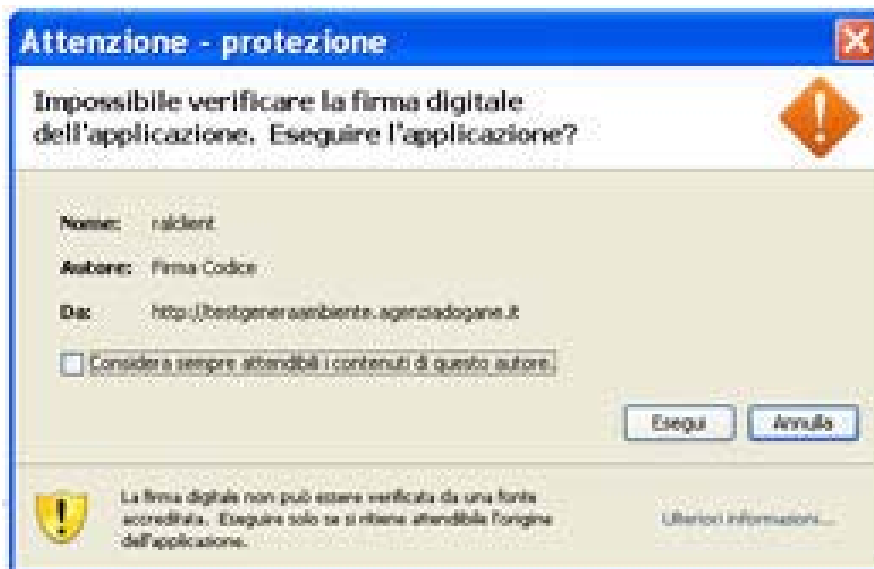 Attenzione - protezione
Impossibile verificare la firma digitale
dell'applicazione. Eseguire l'applicazione?
Nome: raclient
Autore: Firma Codice
Da: http://testgeneraambiente.agenziadogane.it
Considera sempre attendibili i contenuti di questo autore.
Esegui Annulla
La firma digitale non può essere verificata da una fonte
accreditata. Eseguire solo se si ritiene attendibile l'origine
dell'applicazione.
Ulteriori informazioni...